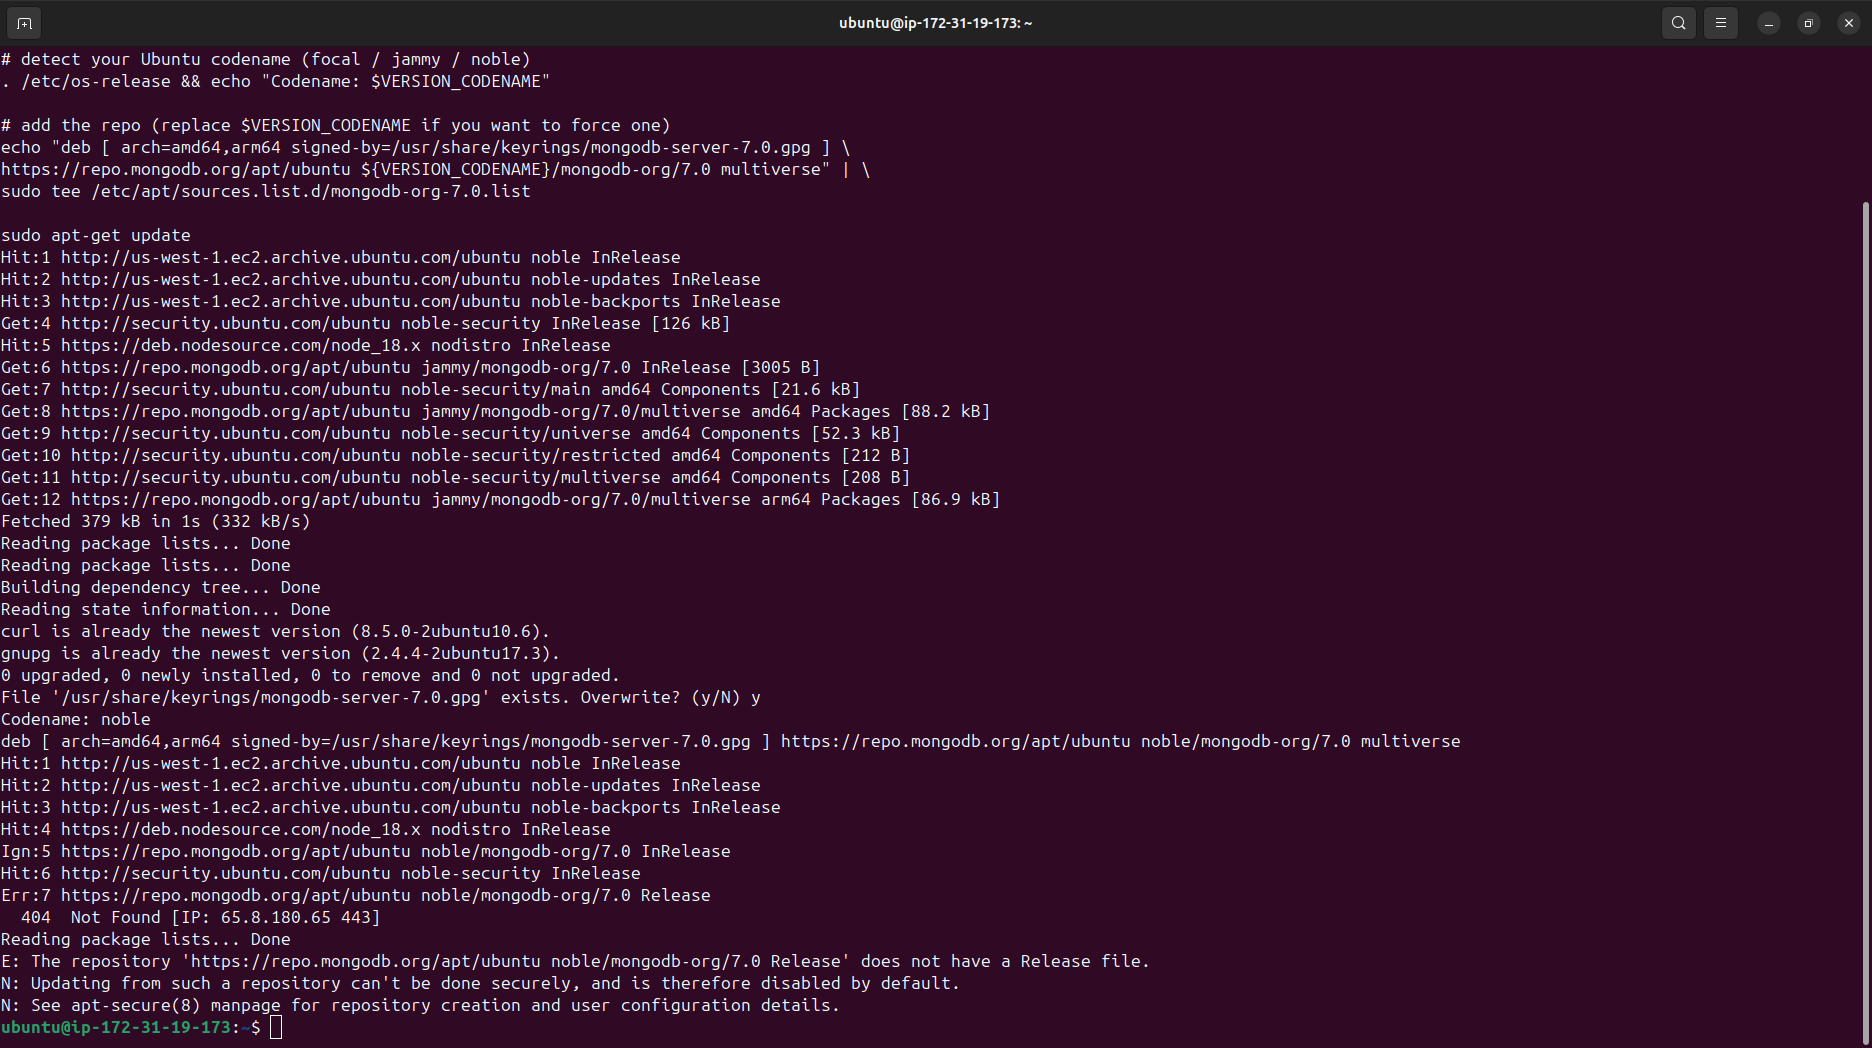 ubuntu@ip-172-31-19-173: ~
# detect your Ubuntu codename (focal / jammy / noble)
. /etc/os-release && echo "Codename: $VERSION_CODENAME"
# add the repo (replace $VERSION_CODENAME if you want to force one)
echo "deb [ arch=amd64,arm64 signed-by=/usr/share/keyrings/mongodb-server-7.0.gpg ] \
https://repo.mongodb.org/apt/ubuntu ${VERSION_CODENAME}/mongodb-org/7.0 multiverse" | \
sudo tee /etc/apt/sources.list.d/mongodb-org-7.0.list
sudo apt-get update
Hit:1 http://us-west-1.ec2.archive.ubuntu.com/ubuntu noble InRelease
Hit:2 http://us-west-1.ec2.archive.ubuntu.com/ubuntu noble-updates InRelease
Hit:3 http://us-west-1.ec2.archive.ubuntu.com/ubuntu noble-backports InRelease
Get:4 http://security.ubuntu.com/ubuntu noble-security InRelease [126 kB]
Hit:5 https://deb.nodesource.com/node_18.x nodistro InRelease
Get:6 https://repo.mongodb.org/apt/ubuntu jammy/mongodb-org/7.0 InRelease [3005 B]
Get:7 http://security.ubuntu.com/ubuntu noble-security/main amd64 Components [21.6 kB]
Get:8 https://repo.mongodb.org/apt/ubuntu jammy/mongodb-org/7.0/multiverse amd64 Packages [88.2 kB]
Get:9 http://security.ubuntu.com/ubuntu noble-security/universe amd64 Components [52.3 kB]
Get:10 http://security.ubuntu.com/ubuntu noble-security/restricted amd64 Components [212 B]
Get:11 http://security.ubuntu.com/ubuntu noble-security/multiverse amd64 Components [208 B]
Get:12 https://repo.mongodb.org/apt/ubuntu jammy/mongodb-org/7.0/multiverse arm64 Packages [86.9 kB]
Fetched 379 kB in 1s (332 kB/s)
Reading package lists... Done
Reading package lists... Done
Building dependency tree... Done
Reading state information... Done
curl is already the newest version (8.5.0-2ubuntu10.6).
gnupg is already the newest version (2.4.4-2ubuntu17.3).
0 upgraded, 0 newly installed, 0 to remove and 0 not upgraded.
File '/usr/share/keyrings/mongodb-server-7.0.gpg' exists. Overwrite? (y/N) y
Codename: noble
deb [ arch=amd64,arm64 signed-by=/usr/share/keyrings/mongodb-server-7.0.gpg ] https://repo.mongodb.org/apt/ubuntu noble/mongodb-org/7.0 multiverse
Hit:1 http://us-west-1.ec2.archive.ubuntu.com/ubuntu noble InRelease
Hit:2 http://us-west-1.ec2.archive.ubuntu.com/ubuntu noble-updates InRelease
Hit:3 http://us-west-1.ec2.archive.ubuntu.com/ubuntu noble-backports InRelease
Hit:4 https://deb.nodesource.com/node_18.x nodistro InRelease
Ign:5 https://repo.mongodb.org/apt/ubuntu noble/mongodb-org/7.0 InRelease
Hit:6 http://security.ubuntu.com/ubuntu noble-security InRelease
Err:7 https://repo.mongodb.org/apt/ubuntu noble/mongodb-org/7.0 Release
  404  Not Found [IP: 65.8.180.65 443]
Reading package lists... Done
E: The repository 'https://repo.mongodb.org/apt/ubuntu noble/mongodb-org/7.0 Release' does not have a Release file.
N: Updating from such a repository can't be done securely, and is therefore disabled by default.
N: See apt-secure(8) manpage for repository creation and user configuration details.
ubuntu@ip-172-31-19-173:~$